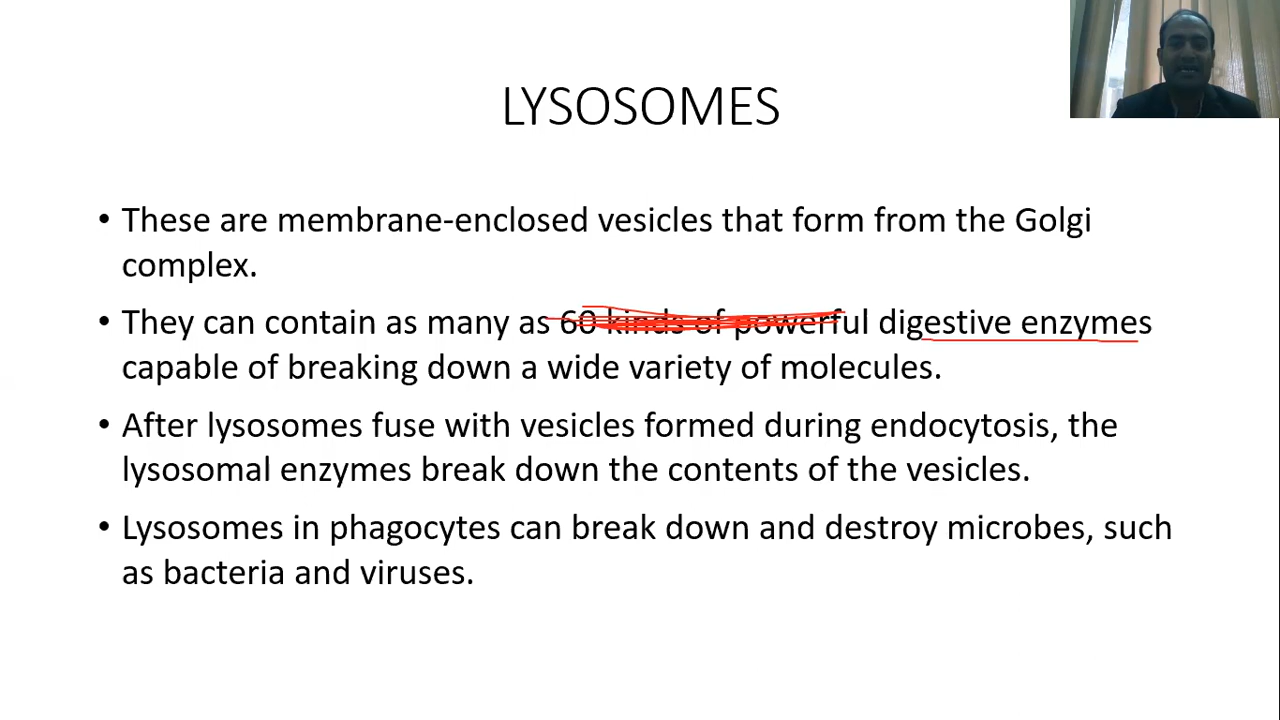 LYSOSOMES
• These are membrane-enclosed vesicles that form from the Golgi
complex.
• They can contain as many as 60 kinds of powerful digestive enzymes
capable of breaking down a wide variety of molecules.
• After lysosomes fuse with vesicles formed during endocytosis, the
lysosomal enzymes break down the contents of the vesicles.
• Lysosomes in phagocytes can break down and destroy microbes, such
as bacteria and viruses.